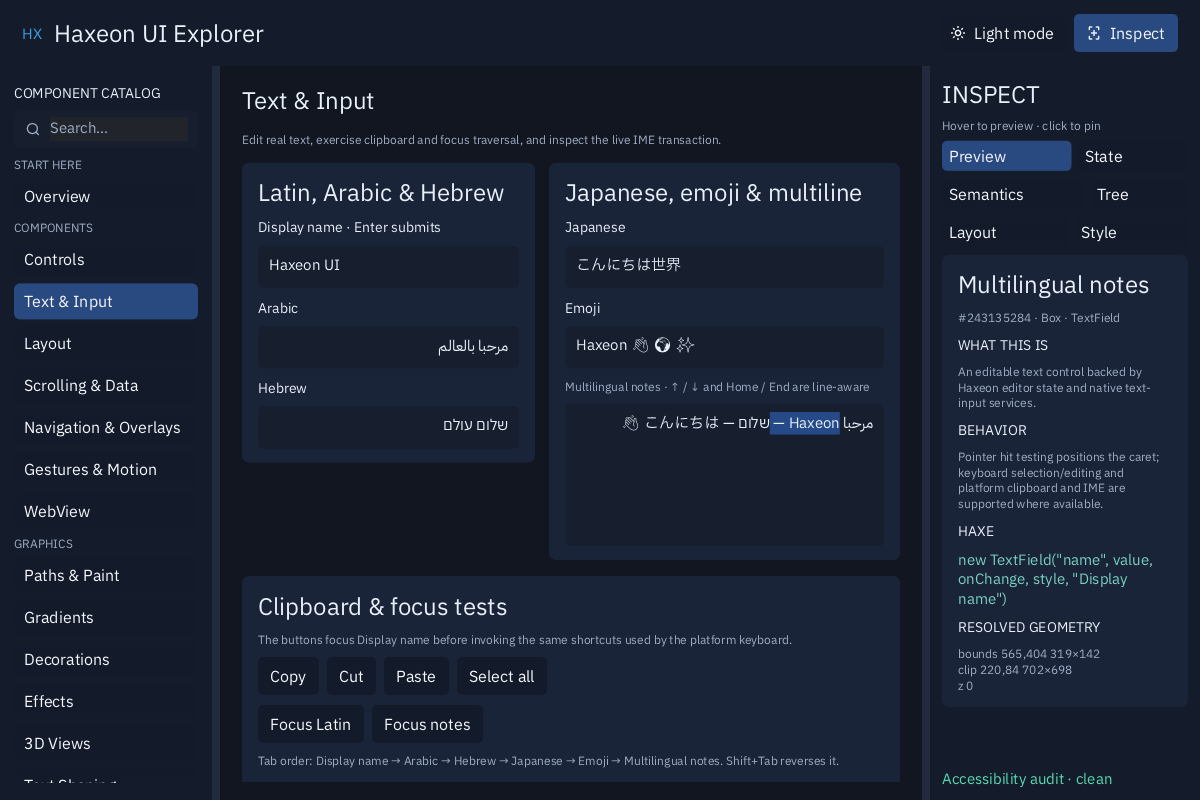 HX Haxeon UI Explorer
Light mode
Inspect
COMPONENT CATALOG
Search...
START HERE
Overview
COMPONENTS
Controls
Text & Input
Layout
Scrolling & Data
Navigation & Overlays
Gestures & Motion
WebView
GRAPHICS
Paths & Paint
Gradients
Decorations
Effects
3D Views
Text Shaping
Text & Input
Edit real text, exercise clipboard and focus traversal, and inspect the live IME transaction.
Latin, Arabic & Hebrew
Display name · Enter submits
Haxeon UI
Arabic
مرحبا بالعالم
Hebrew
שלום עולם
Japanese, emoji & multiline
Japanese
こんにちは世界
Emoji
Haxeon 👋 🌍 ✨
Multilingual notes · ↑ / ↓ and Home / End are line-aware
مرحبا Haxeon — שלום — こんにちは 👋
Clipboard & focus tests
The buttons focus Display name before invoking the same shortcuts used by the platform keyboard.
Copy
Cut
Paste
Select all
Focus Latin
Focus notes
Tab order: Display name → Arabic → Hebrew → Japanese → Emoji → Multilingual notes. Shift+Tab reverses it.
INSPECT
Hover to preview · click to pin
Preview
State
Semantics
Tree
Layout
Style
Multilingual notes
#243135284 · Box · TextField
WHAT THIS IS
An editable text control backed by
Haxeon editor state and native text-
input services.
BEHAVIOR
Pointer hit testing positions the caret;
keyboard selection/editing and
platform clipboard and IME are
supported where available.
HAXE
new TextField("name", value,
onChange, style, "Display
name")
RESOLVED GEOMETRY
bounds 565,404 319×142
clip 220,84 702×698
z 0
Accessibility audit · clean